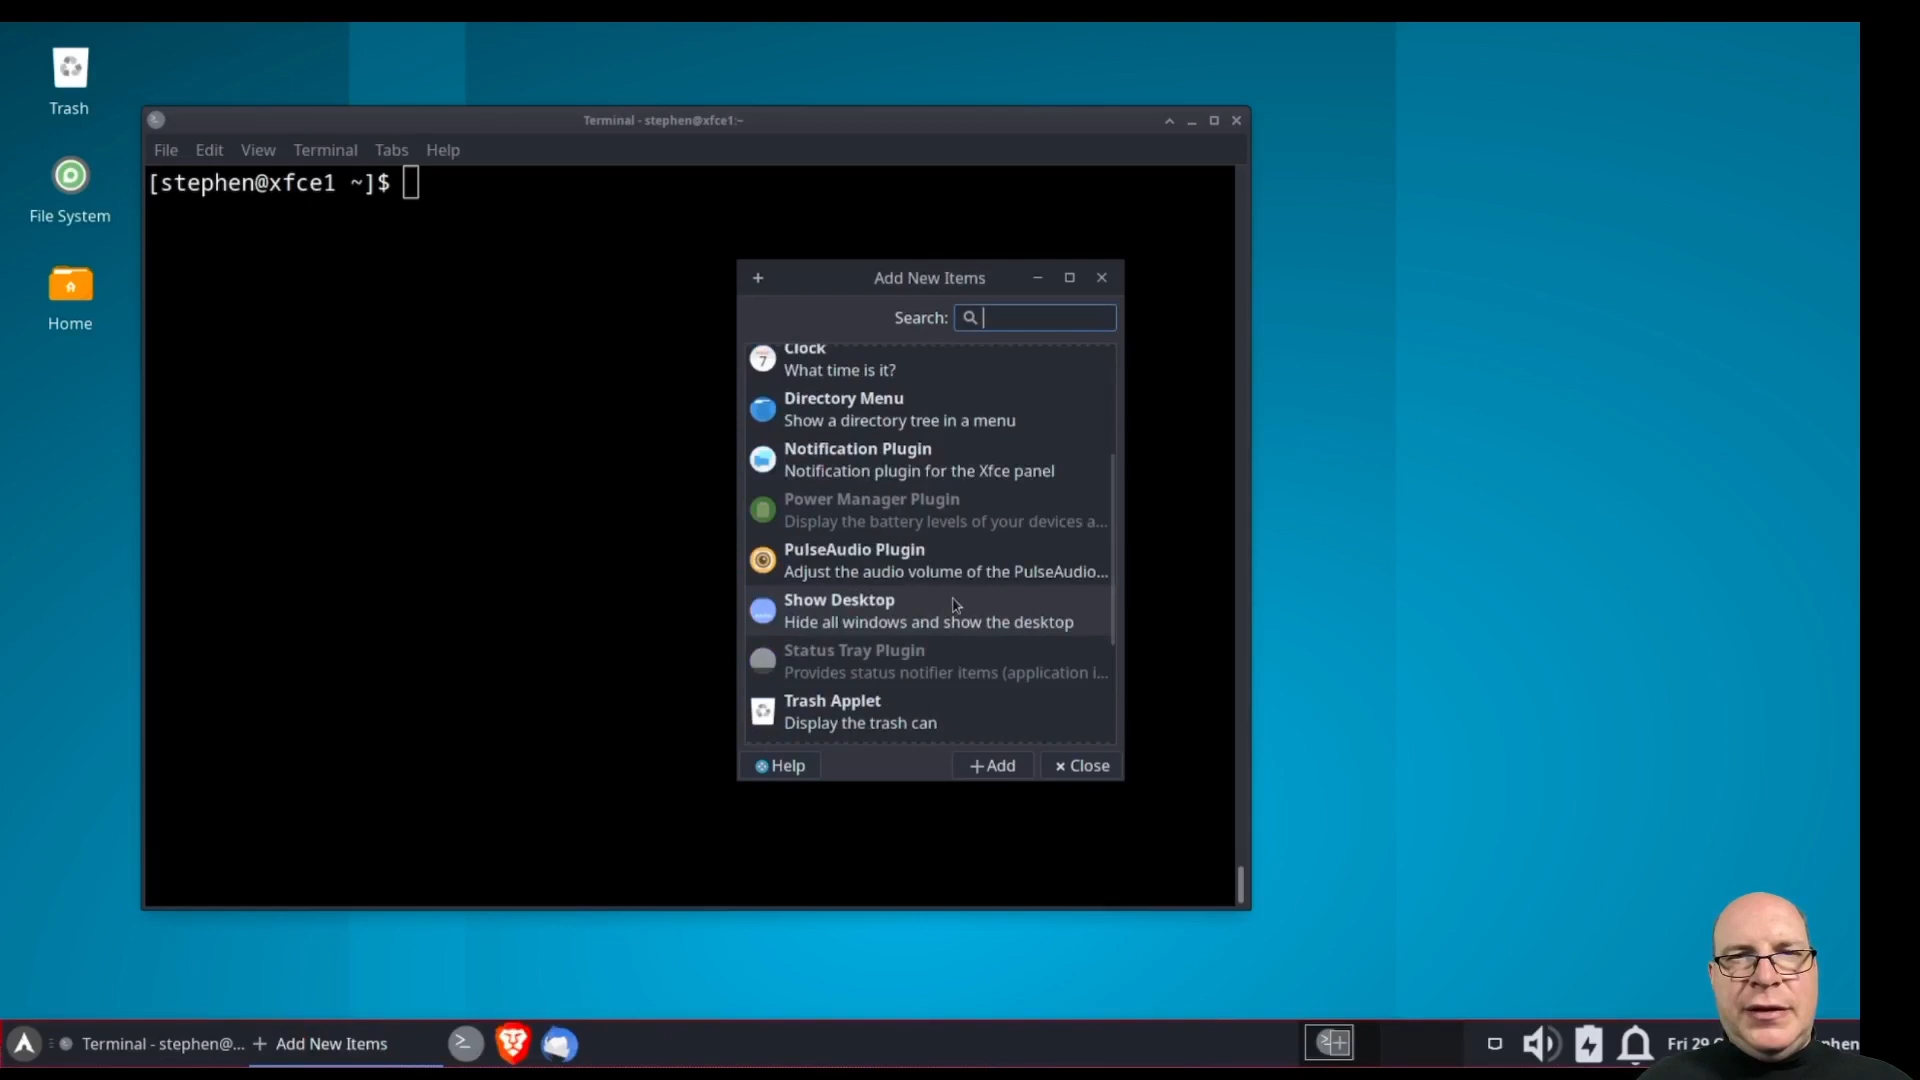 Trash
File System
Home
Terminal - stephen@xfce1:~
File Edit View Terminal Tabs Help
[stephen@xfce1 ~]$
Add New Items
Search:
Clock
What time is it?
Directory Menu
Show a directory tree in a menu
Notification Plugin
Notification plugin for the Xfce panel
Power Manager Plugin
Display the battery levels of your devices a...
PulseAudio Plugin
Adjust the audio volume of the PulseAudio...
Show Desktop
Hide all windows and show the desktop
Status Tray Plugin
Provides status notifier items (application i...
Trash Applet
Display the trash can
Help Add Close
Terminal - stephen@... Add New Items Fri 29